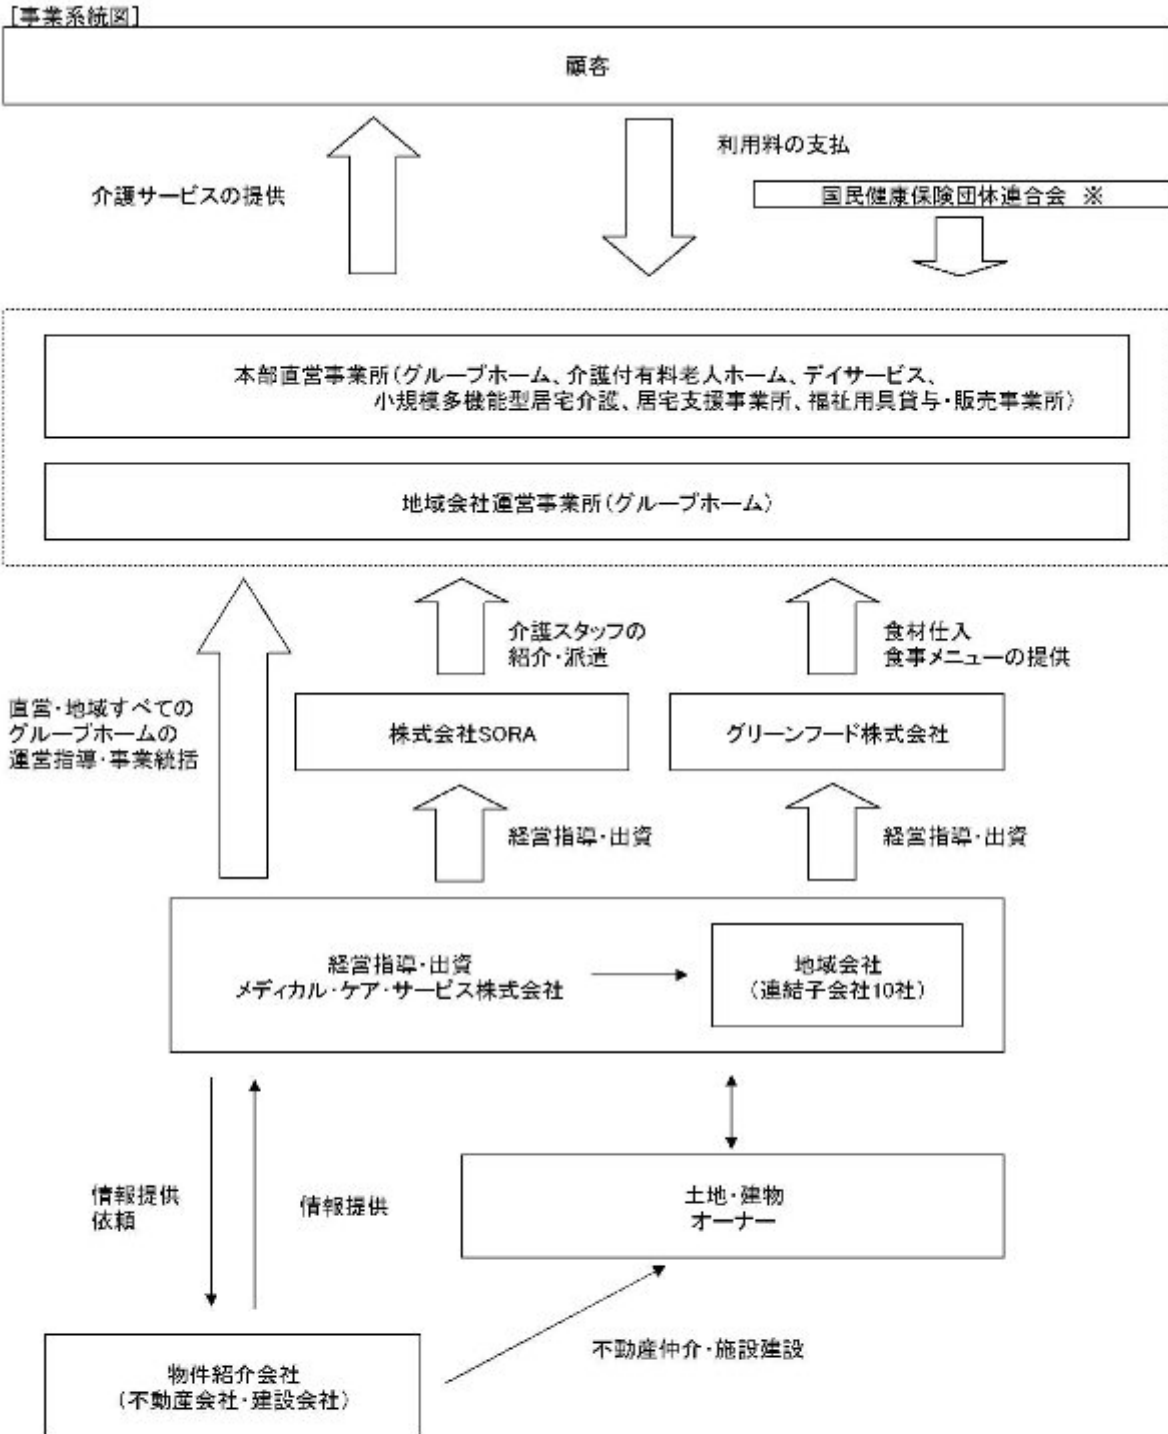 [事業系統図]
顧客
利用料の支払
介護サービスの提供
国民健康保険団体連合会　※
本部直営事業所(グループホーム、介護付有料老人ホーム、デイサービス、
小規模多機能型居宅介護、居宅支援事業所、福祉用具貸与・販売事業所)
地域会社運営事業所(グループホーム)
介護スタッフの
紹介・派遣
食材仕入
食事メニューの提供
直営・地域すべての
グループホームの
運営指導・事業統括
株式会社SORA
グリーンフード株式会社
経営指導・出資
経営指導・出資
経営指導・出資
メディカル・ケア・サービス株式会社
地域会社
(連結子会社10社)
情報提供
依頼
情報提供
土地・建物
オーナー
不動産仲介・施設建設
物件紹介会社
(不動産会社・建設会社)